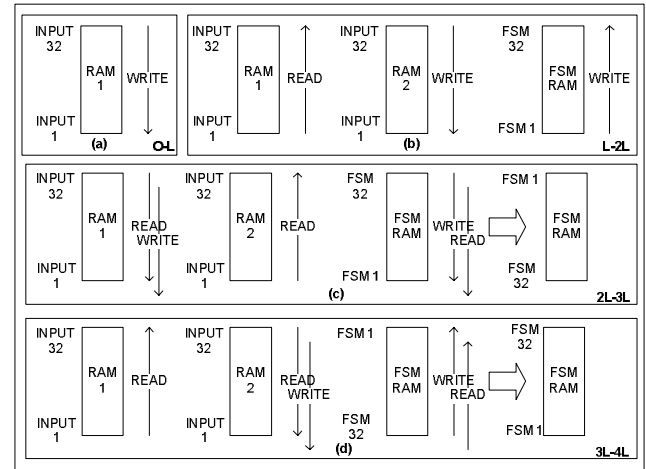 INPUT
32
RAM
1
WRITE
INPUT
1
(a)
O-L
INPUT
32
RAM
1
READ
INPUT
1
INPUT
32
RAM
2
WRITE
INPUT
1
(b)
FSM
32
FSM
RAM
WRITE
FSM 1
L-2L
INPUT
32
RAM
1
READ
WRITE
INPUT
1
INPUT
32
RAM
2
READ
INPUT
1
(c)
FSM
32
FSM
RAM
WRITE
READ
FSM 1
FSM 1
FSM
RAM
FSM
32
2L-3L
INPUT
32
RAM
1
READ
INPUT
1
INPUT
32
RAM
2
READ
WRITE
INPUT
1
(d)
FSM 1
FSM
RAM
WRITE
READ
FSM
32
FSM
32
FSM
RAM
FSM 1
3L-4L